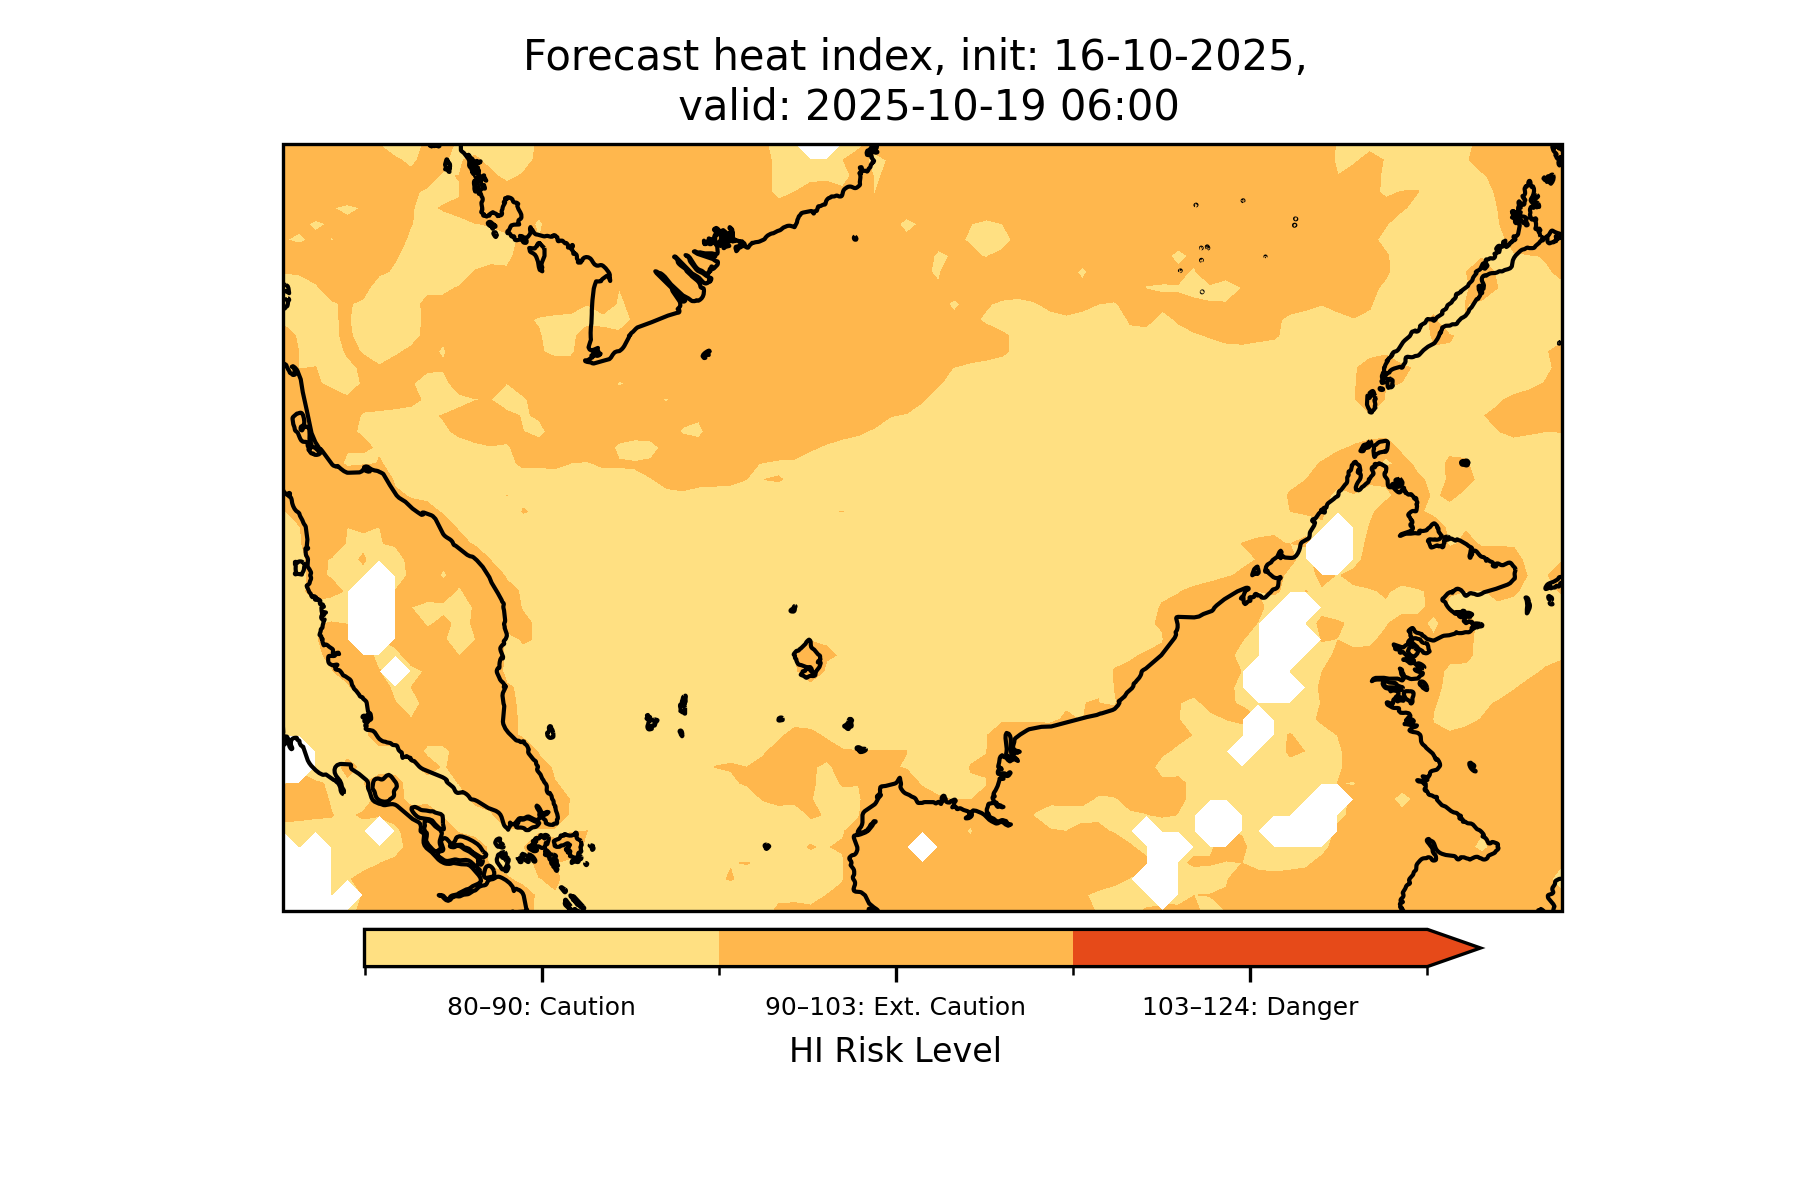 Forecast heat index, init: 16-10-2025,
valid: 2025-10-19 06:00
80–90: Caution
90–103: Ext. Caution
103–124: Danger
HI Risk Level